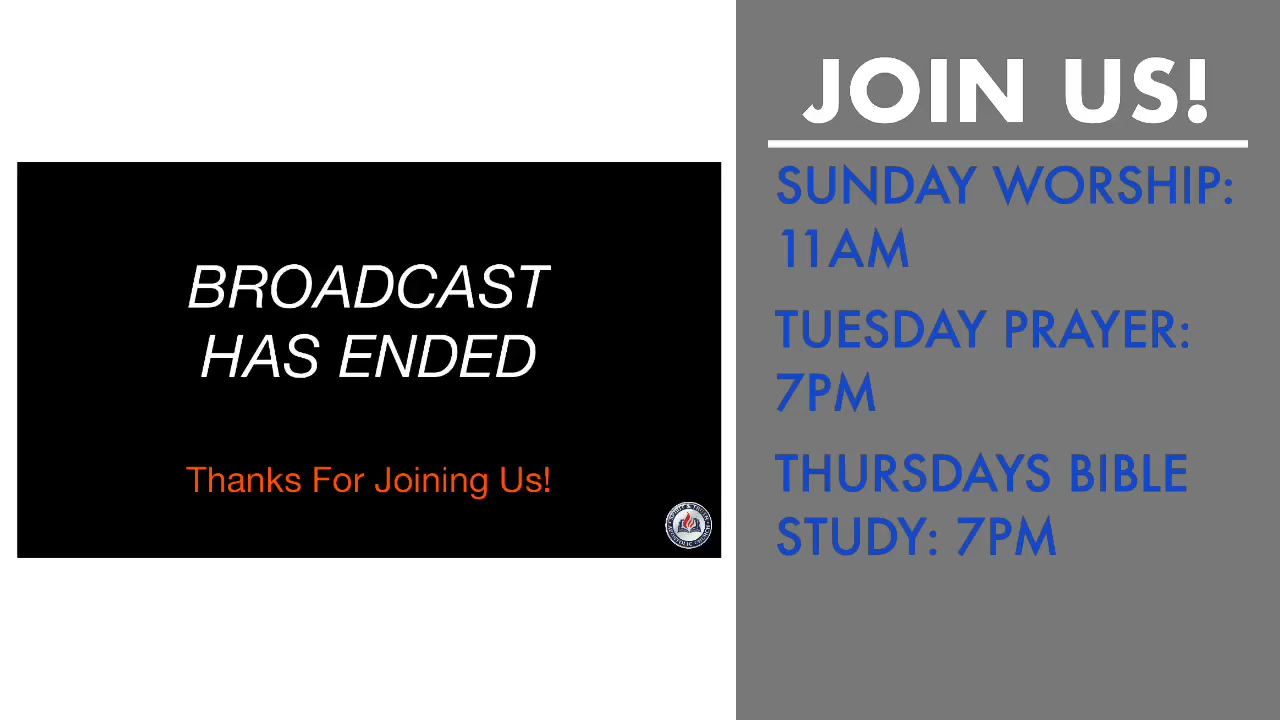 BROADCAST
HAS ENDED
Thanks For Joining Us!
JOIN US!
SUNDAY WORSHIP:
11AM
TUESDAY PRAYER:
7PM
THURSDAYS BIBLE
STUDY: 7PM